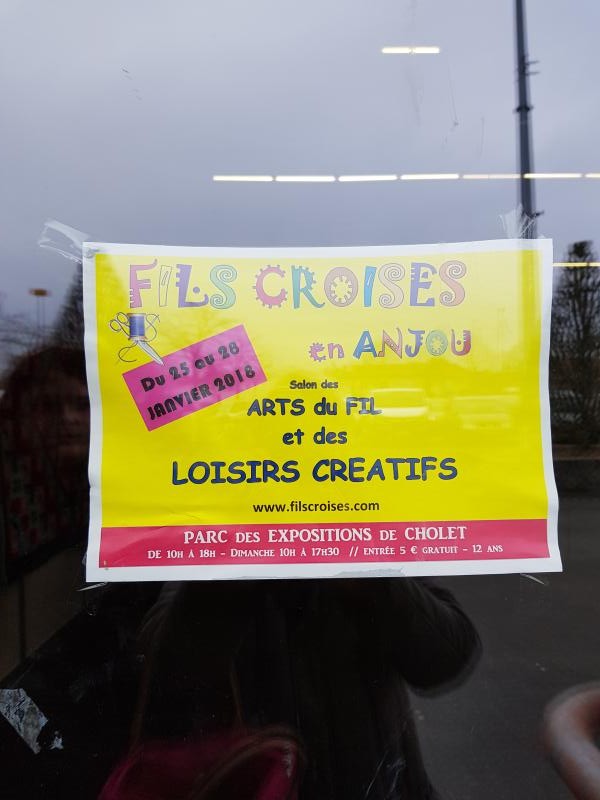 FILS CROISES
en ANJOU
Du 25 au 28
JANVIER 2018
Salon des
ARTS du FIL
et des
LOISIRS CREATIFS
www.filscroises.com
PARC DES EXPOSITIONS DE CHOLET
DE 10H À 18H - DIMANCHE 10H À 17H30 // ENTRÉE 5 € GRATUIT - 12 ANS